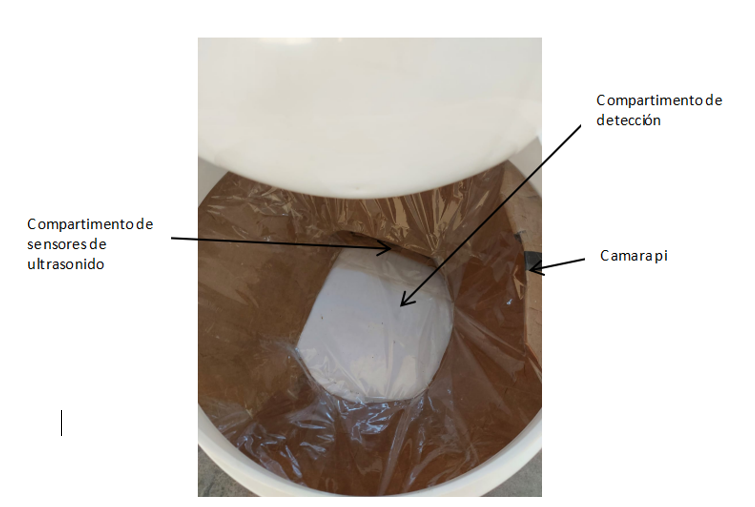 Compartimento de
detección
Compartimento de
sensores de
ultrasonido
Camara pi